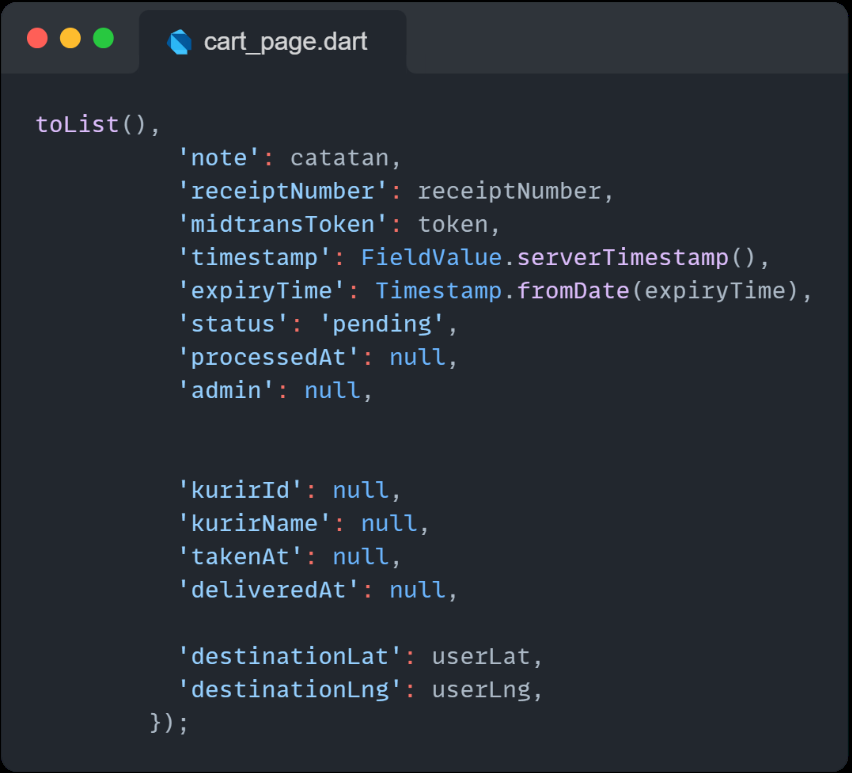 cart_page.dart
toList(),
'note': catatan,
'receiptNumber': receiptNumber,
'midtransToken': token,
'timestamp': FieldValue.serverTimestamp(),
'expiryTime': Timestamp.fromDate(expiryTime),
'status': 'pending',
'processedAt': null,
'admin': null,
'kurirId': null,
'kurirName': null,
'takenAt': null,
'deliveredAt': null,
'destinationLat': userLat,
'destinationLng': userLng,
});